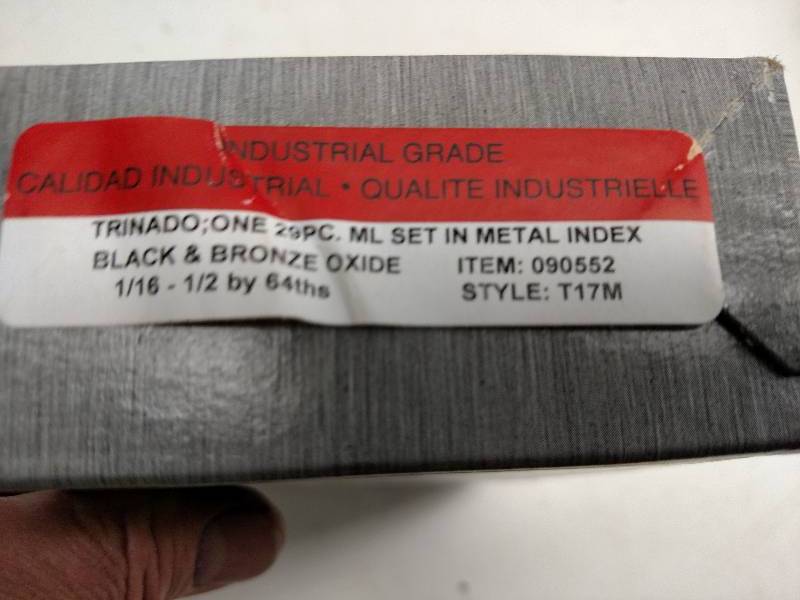 INDUSTRIAL GRADE
CALIDAD INDUSTRIAL • QUALITE INDUSTRIELLE
TRINADO;ONE 29PC. ML SET IN METAL INDEX
BLACK & BRONZE OXIDE ITEM: 090552
1/16 - 1/2 by 64ths STYLE: T17M